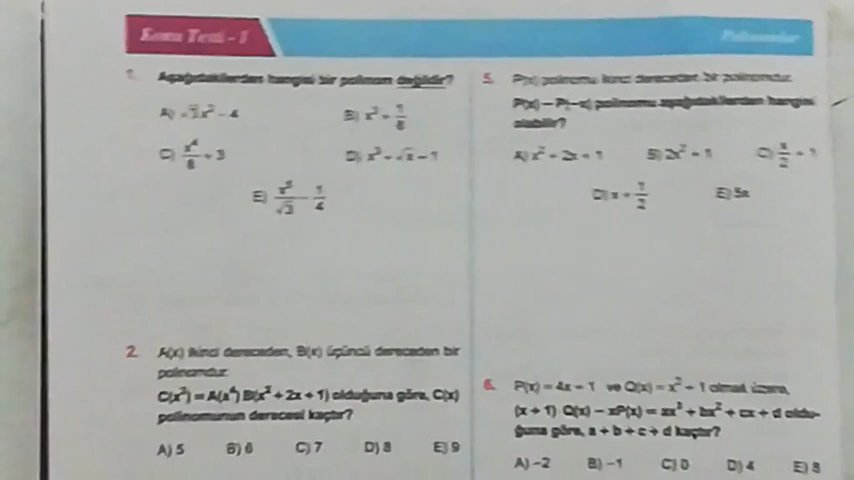 Konu Testi - 1
Polinomlar
1. Aşağıdakilerden hangisi bir polinom değildir?
A) √3x² - 4 B) x³ + 1/8
C) x⁴/8 + 3 D) x³ + √x - 1
E) x⁵/√3 - 1/4
2. A(x) ikinci dereceden, B(x) üçüncü dereceden bir
polinomdur.
C(x²) = A(x⁴) B(x² + 2x + 1) olduğuna göre, C(x)
polinomunun derecesi kaçtır?
A) 5 B) 6 C) 7 D) 8 E) 9
5. P(x) polinomu ikinci dereceden bir polinomdur.
P(x) - P(-x) polinomu aşağıdakilerden hangisi
olabilir?
A) x² + 2x + 1 B) 2x² + 1 C) x/2 + 1
D) x + 1/2 E) 5x
6. P(x) = 4x - 1 ve Q(x) = x² + 1 olmak üzere,
(x + 1) Q(x) - xP(x) = ax³ + bx² + cx + d oldu-
ğuna göre, a + b + c + d kaçtır?
A) -2 B) -1 C) 0 D) 4 E) 8